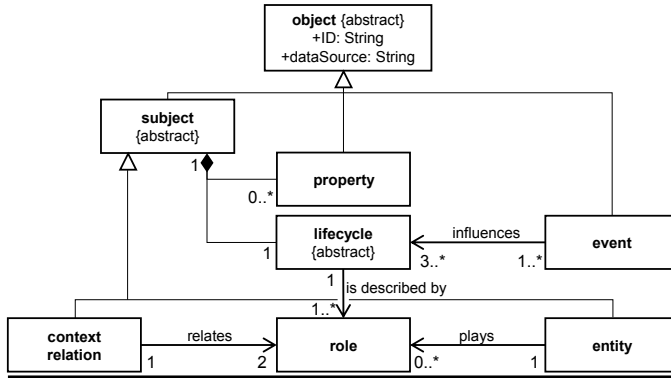 object {abstract}
+ID: String
+dataSource: String
subject
{abstract}
1
property
0..*
lifecycle
{abstract}
1
influences
3..*
1..*
event
1
is described by
1..*
context
relation
relates
1
2
role
plays
0..*
1
entity